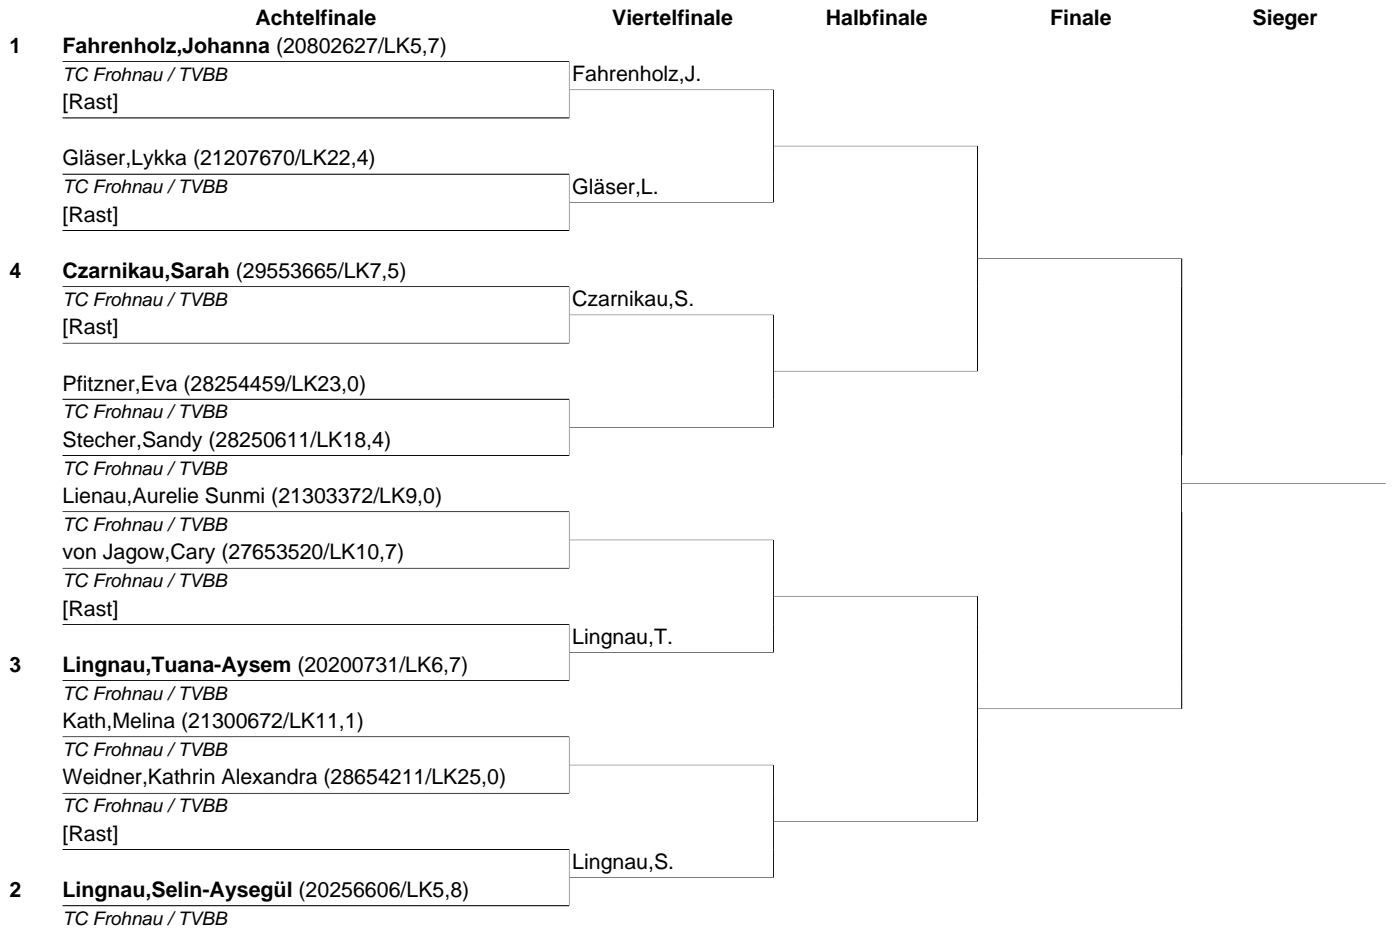 Achtelfinale Viertelfinale Halbfinale Finale Sieger
1 Fahrenholz,Johanna (20802627/LK5,7)
TC Frohnau / TVBB Fahrenholz,J.
[Rast]
Gläser,Lykka (21207670/LK22,4)
TC Frohnau / TVBB Gläser,L.
[Rast]
4 Czarnikau,Sarah (29553665/LK7,5)
TC Frohnau / TVBB Czarnikau,S.
[Rast]
Pfitzner,Eva (28254459/LK23,0)
TC Frohnau / TVBB
Stecher,Sandy (28250611/LK18,4)
TC Frohnau / TVBB
Lienau,Aurelie Sunmi (21303372/LK9,0)
TC Frohnau / TVBB
von Jagow,Cary (27653520/LK10,7)
TC Frohnau / TVBB
[Rast]
Lingnau,T.
3 Lingnau,Tuana-Aysem (20200731/LK6,7)
TC Frohnau / TVBB
Kath,Melina (21300672/LK11,1)
TC Frohnau / TVBB
Weidner,Kathrin Alexandra (28654211/LK25,0)
TC Frohnau / TVBB
[Rast]
Lingnau,S.
2 Lingnau,Selin-Aysegül (20256606/LK5,8)
TC Frohnau / TVBB